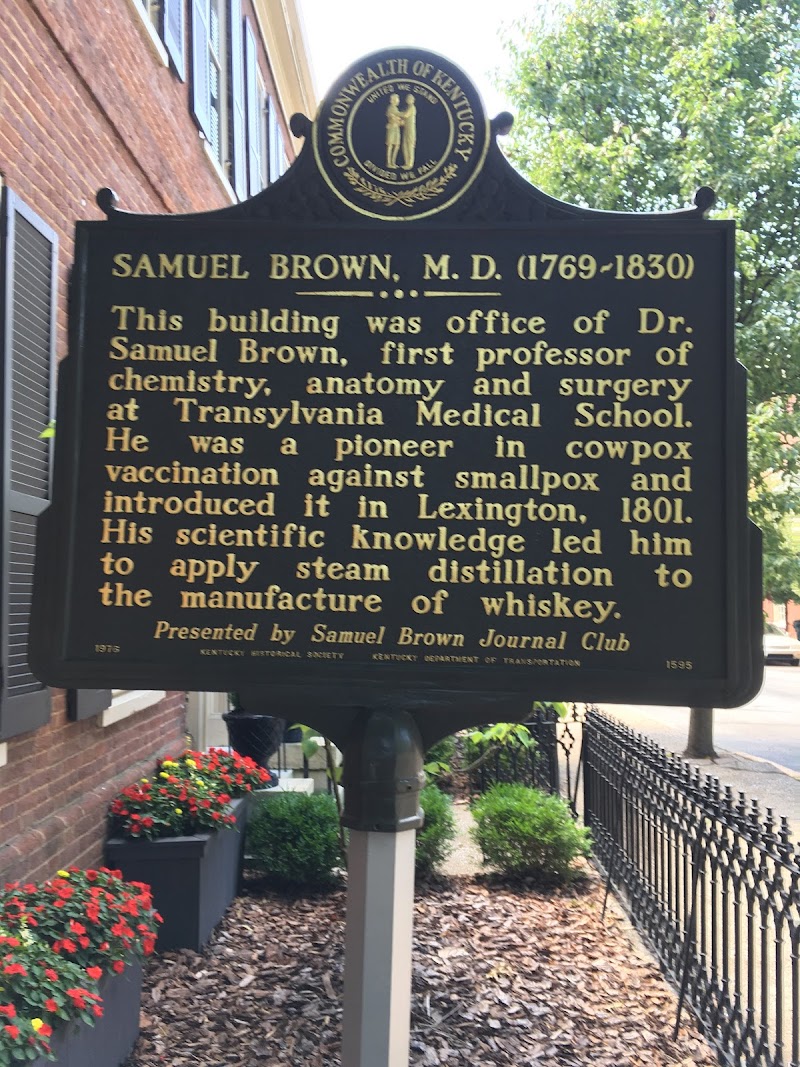 COMMONWEALTH OF KENTUCKY
UNITED WE STAND
DIVIDED WE FALL
SAMUEL BROWN, M. D. (1769~1830)
This building was office of Dr.
Samuel Brown, first professor of
chemistry, anatomy and surgery
at Transylvania Medical School.
He was a pioneer in cowpox
vaccination against smallpox and
introduced it in Lexington, 1801.
His scientific knowledge led him
to apply steam distillation to
the manufacture of whiskey.
Presented by Samuel Brown Journal Club
1976 KENTUCKY HISTORICAL SOCIETY KENTUCKY DEPARTMENT OF TRANSPORTATION 1595